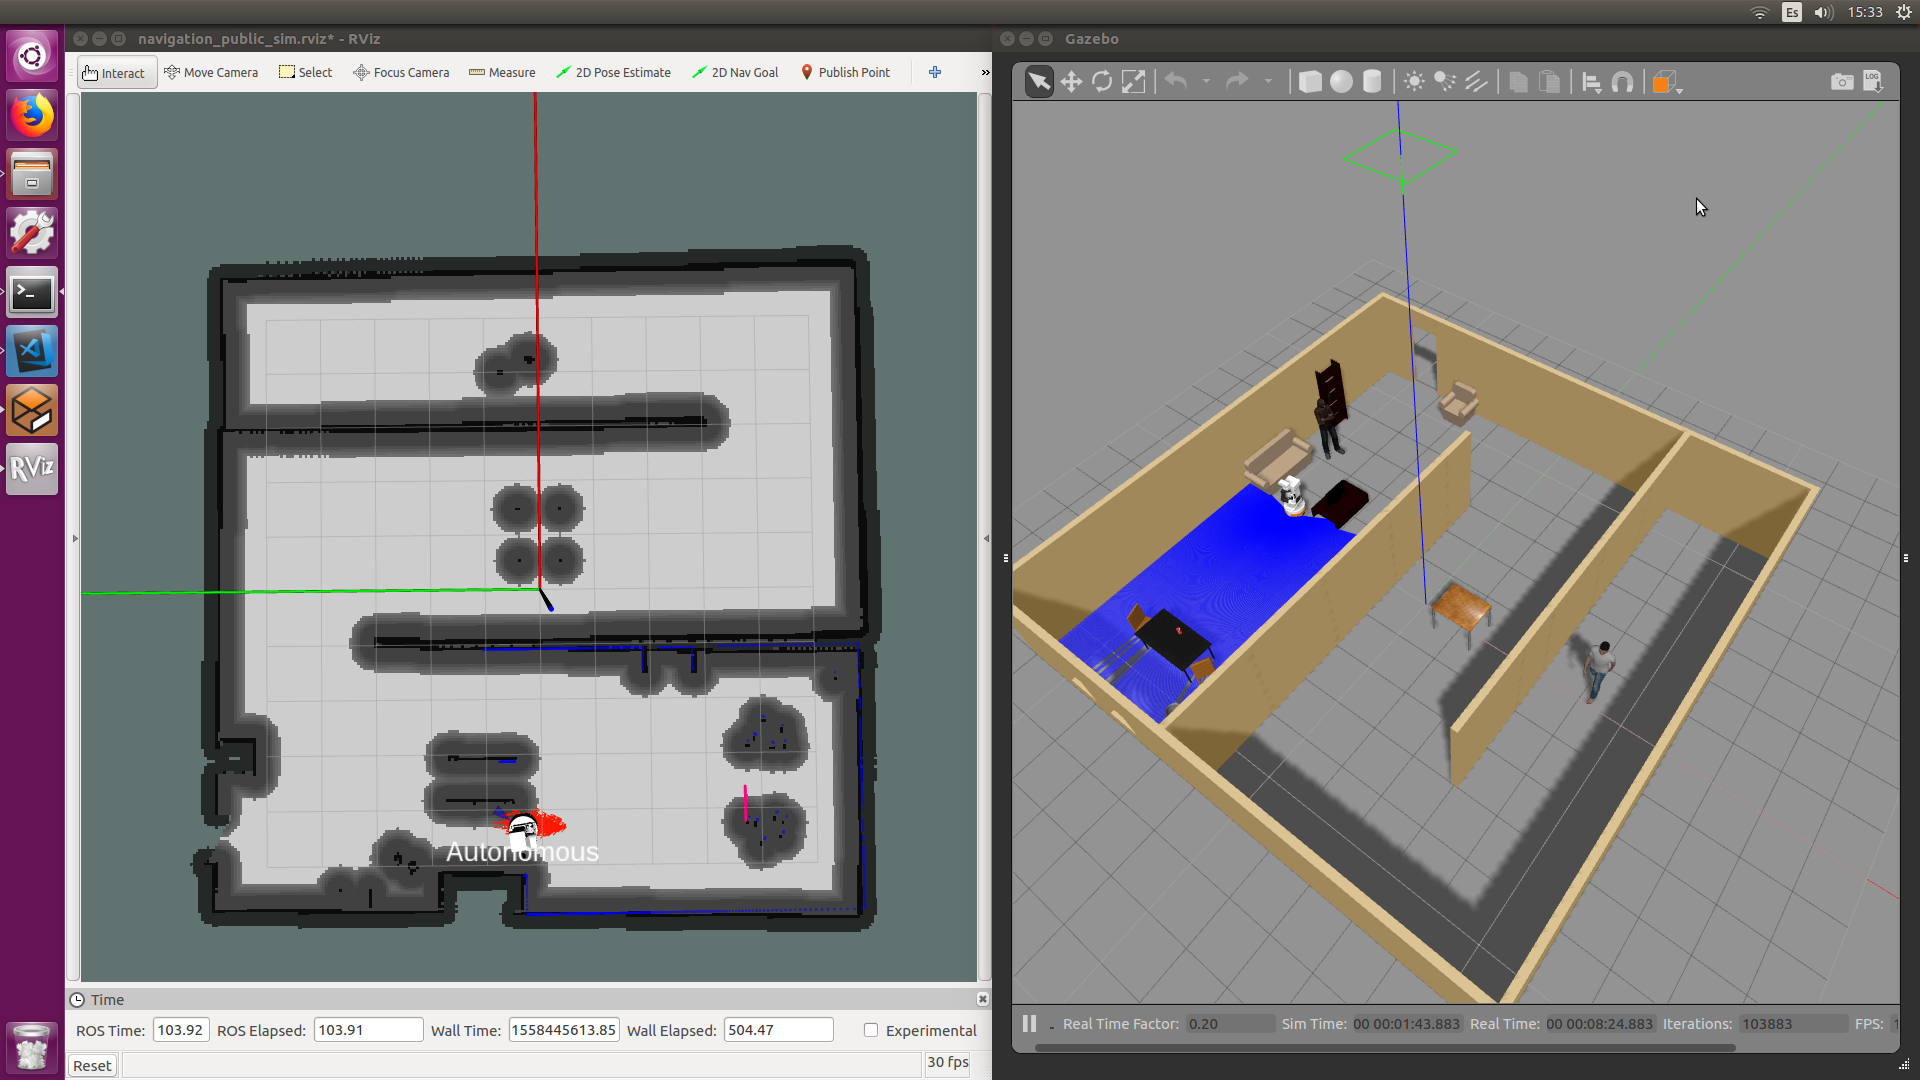 Es 15:33
navigation_public_sim.rviz* - RViz
Interact Move Camera Select Focus Camera Measure 2D Pose Estimate 2D Nav Goal Publish Point »
Autonomous
Time
ROS Time: 103.92 ROS Elapsed: 103.91 Wall Time: 1558445613.85 Wall Elapsed: 504.47 Experimental
Reset 30 fps
RViz
Gazebo
LOG
Real Time Factor: 0.20 Sim Time: 00 00:01:43.883 Real Time: 00 00:08:24.883 Iterations: 103883 FPS: